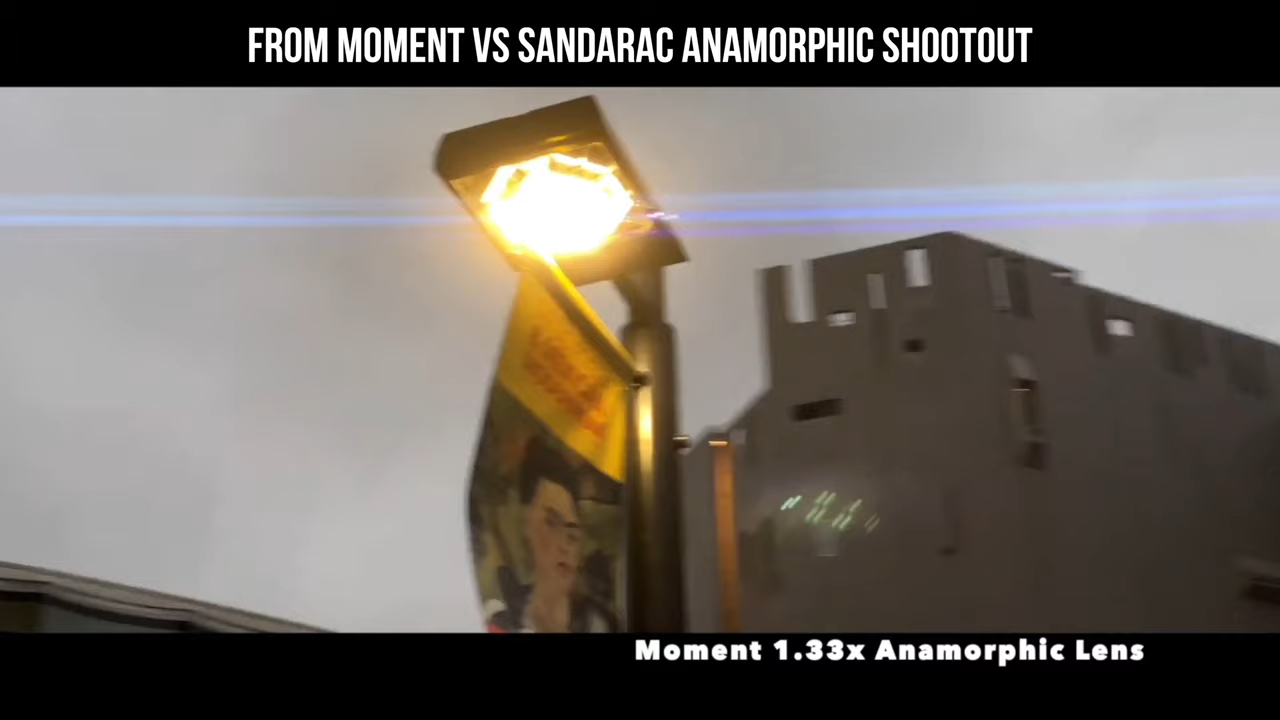 FROM MOMENT VS SANDARAC ANAMORPHIC SHOOTOUT
Moment 1.33x Anamorphic Lens